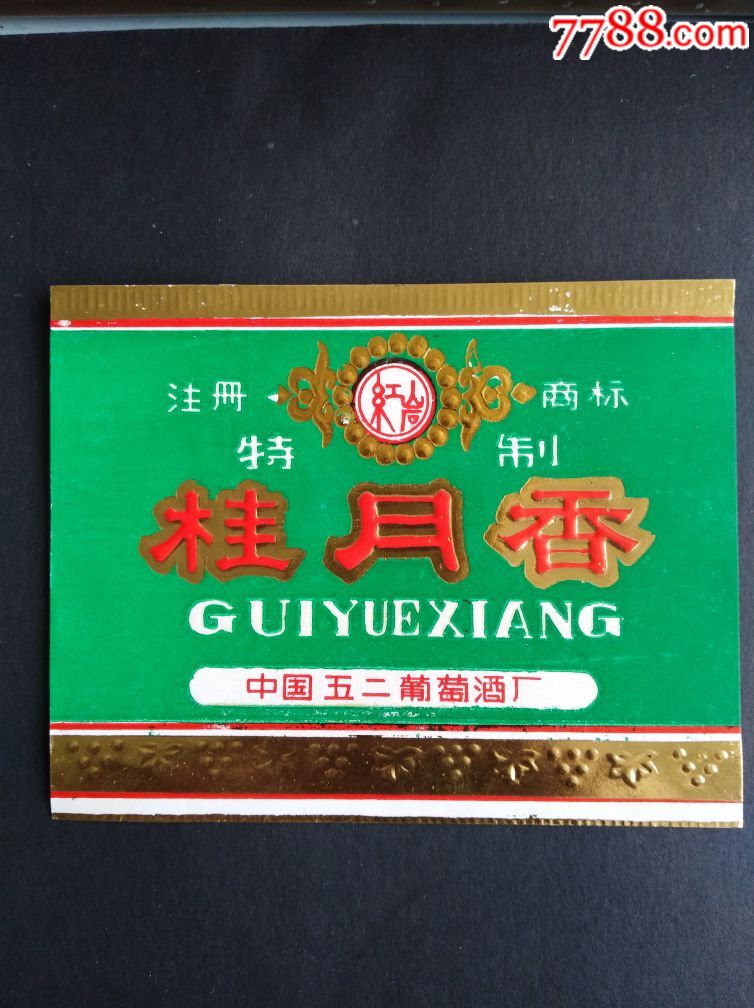 7788.com
注册 商标
红岩
特制
桂月香
GUIYUEXIANG
中国五二葡萄酒厂